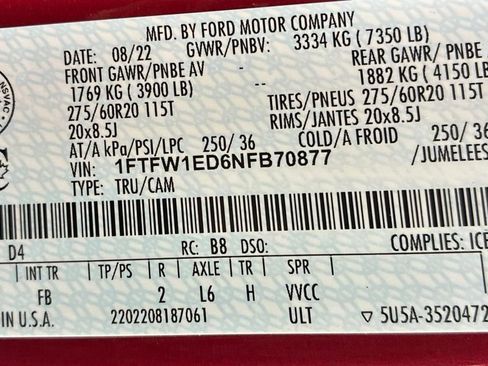 MFD. BY FORD MOTOR COMPANY
DATE: 08/22 GVWR/PNBV: 3334 KG ( 7350 LB)
FRONT GAWR/PNBE AV REAR GAWR/ PNBE
1769 KG (3900 LB) 1882 KG ( 4150 LB)
275/60R20 115T TIRES/PNEUS 275/60R20 115T
20x8.5J RIMS/JANTES 20x8.5J
AT/A kPa/PSI/LPC 250/ 36 COLD/A FROID 250/ 36
VIN: 1FTFW1ED6NFB70877 /JUMELEES
TYPE: TRU/CAM
D4 RC: B8 DSO: COMPLIES: ICE
INT TR TP/PS R AXLE TR SPR
FB 2 L6 H VVCC
IN U.S.A. 2202208187061 ULT ▽ 5U5A-3520472
NSVAC